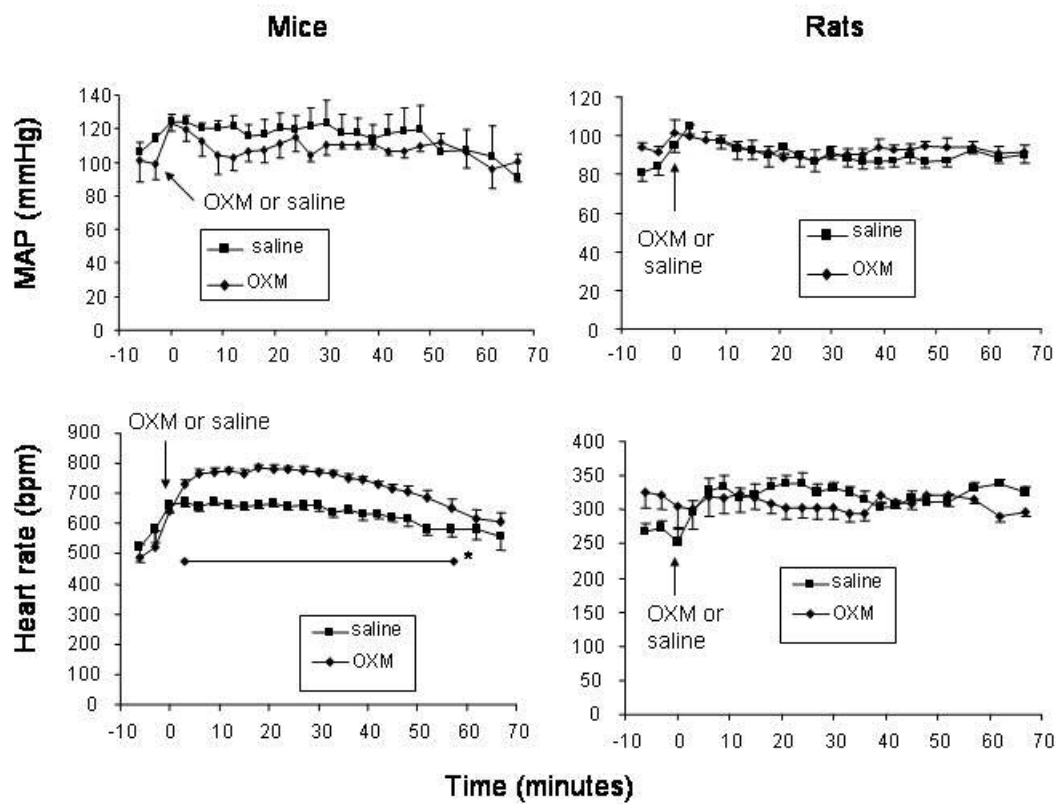 Mice
Rats
MAP (mmHg)
140
120
100
80
60
40
20
0
-10 0 10 20 30 40 50 60 70
OXM or saline
saline
OXM
120
100
80
60
40
20
0
-10 0 10 20 30 40 50 60 70
OXM or
saline
saline
OXM
Heart rate (bpm)
900
800
700
600
500
400
300
200
100
0
-10 0 10 20 30 40 50 60 70
OXM or saline
*
saline
OXM
400
350
300
250
200
150
100
50
0
-10 0 10 20 30 40 50 60 70
OXM or
saline
saline
OXM
Time (minutes)